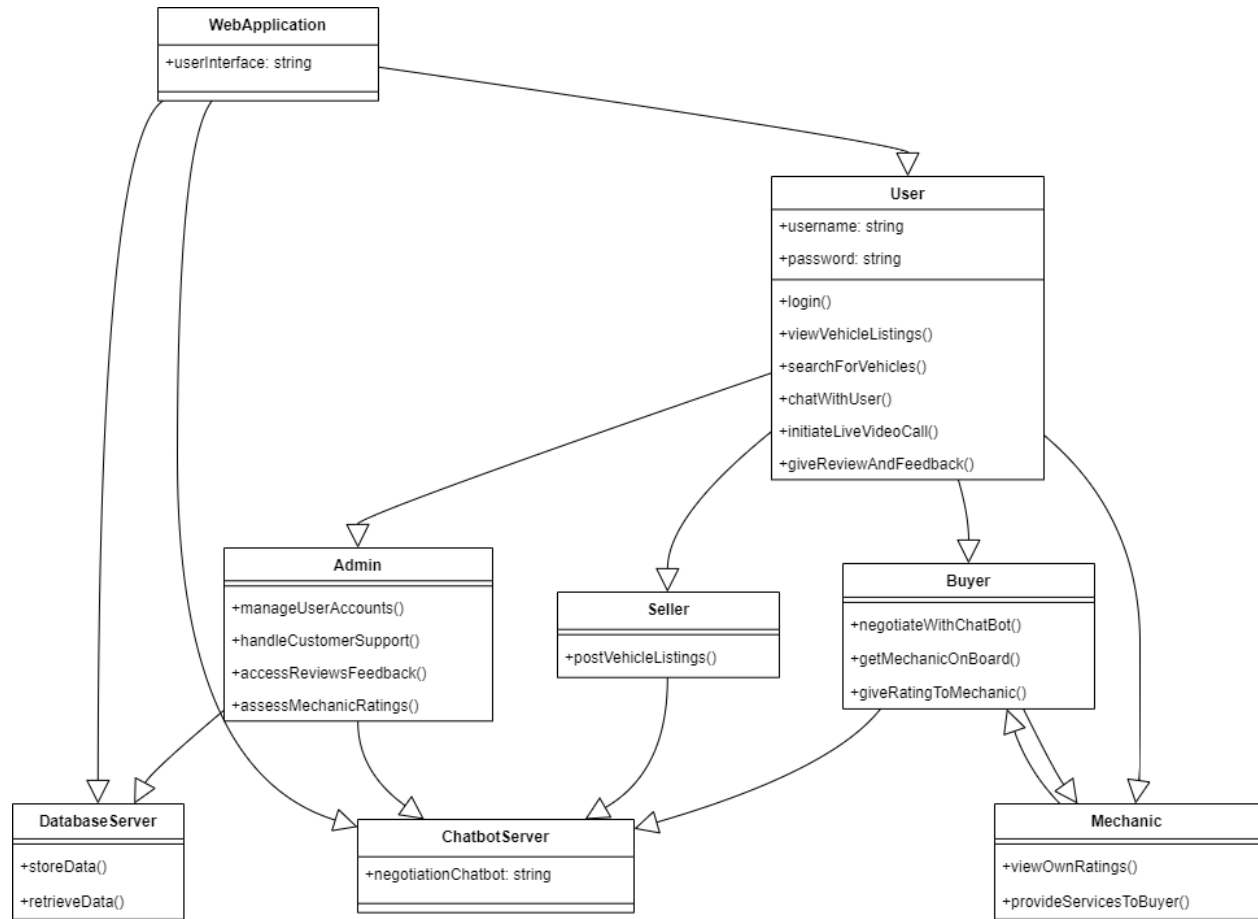 WebApplication
+userInterface: string
User
+username: string
+password: string
+login()
+viewVehicleListings()
+searchForVehicles()
+chatWithUser()
+initiateLiveVideoCall()
+giveReviewAndFeedback()
Admin
+manageUserAccounts()
+handleCustomerSupport()
+accessReviewsFeedback()
+assessMechanicRatings()
Seller
+postVehicleListings()
Buyer
+negotiateWithChatBot()
+getMechanicOnBoard()
+giveRatingToMechanic()
DatabaseServer
+storeData()
+retrieveData()
ChatbotServer
+negotiationChatbot: string
Mechanic
+viewOwnRatings()
+provideServicesToBuyer()